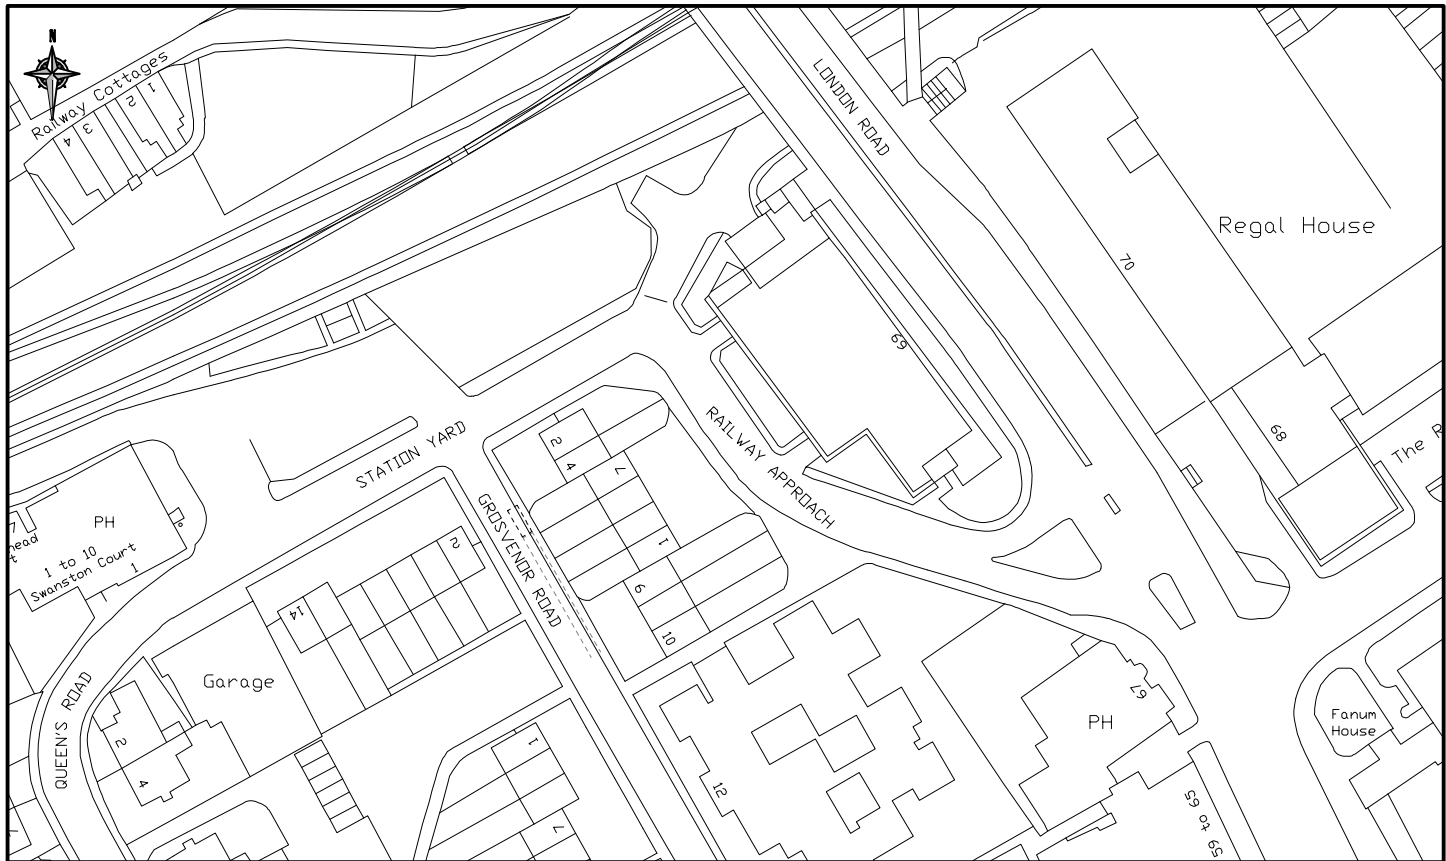 N
Railway Cottages
1
2
3
4
LONDON ROAD
Regal House
70
69
68
The R
RAILWAY APPROACH
STATION YARD
GROSVENOR ROAD
2
4
7
1
6
10
PH
nead
t
1 to 10
Swanston Court
1
2
14
Garage
QUEEN'S ROAD
2
4
1
7
12
67
PH
Fanum
House
59 to 65